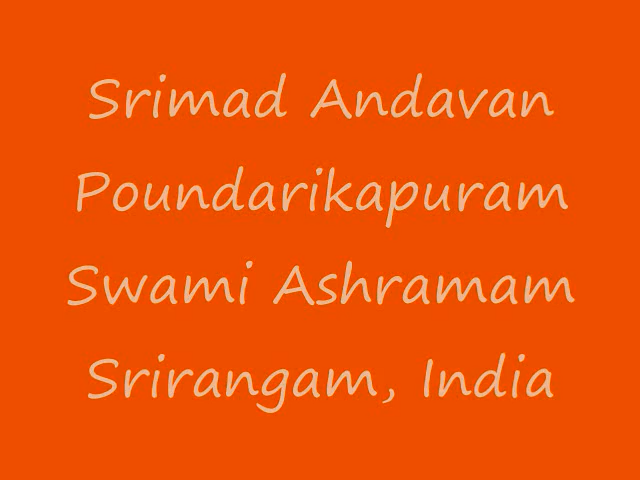 Srimad Andavan
Poundarikapuram
Swami Ashramam
Srirangam, India